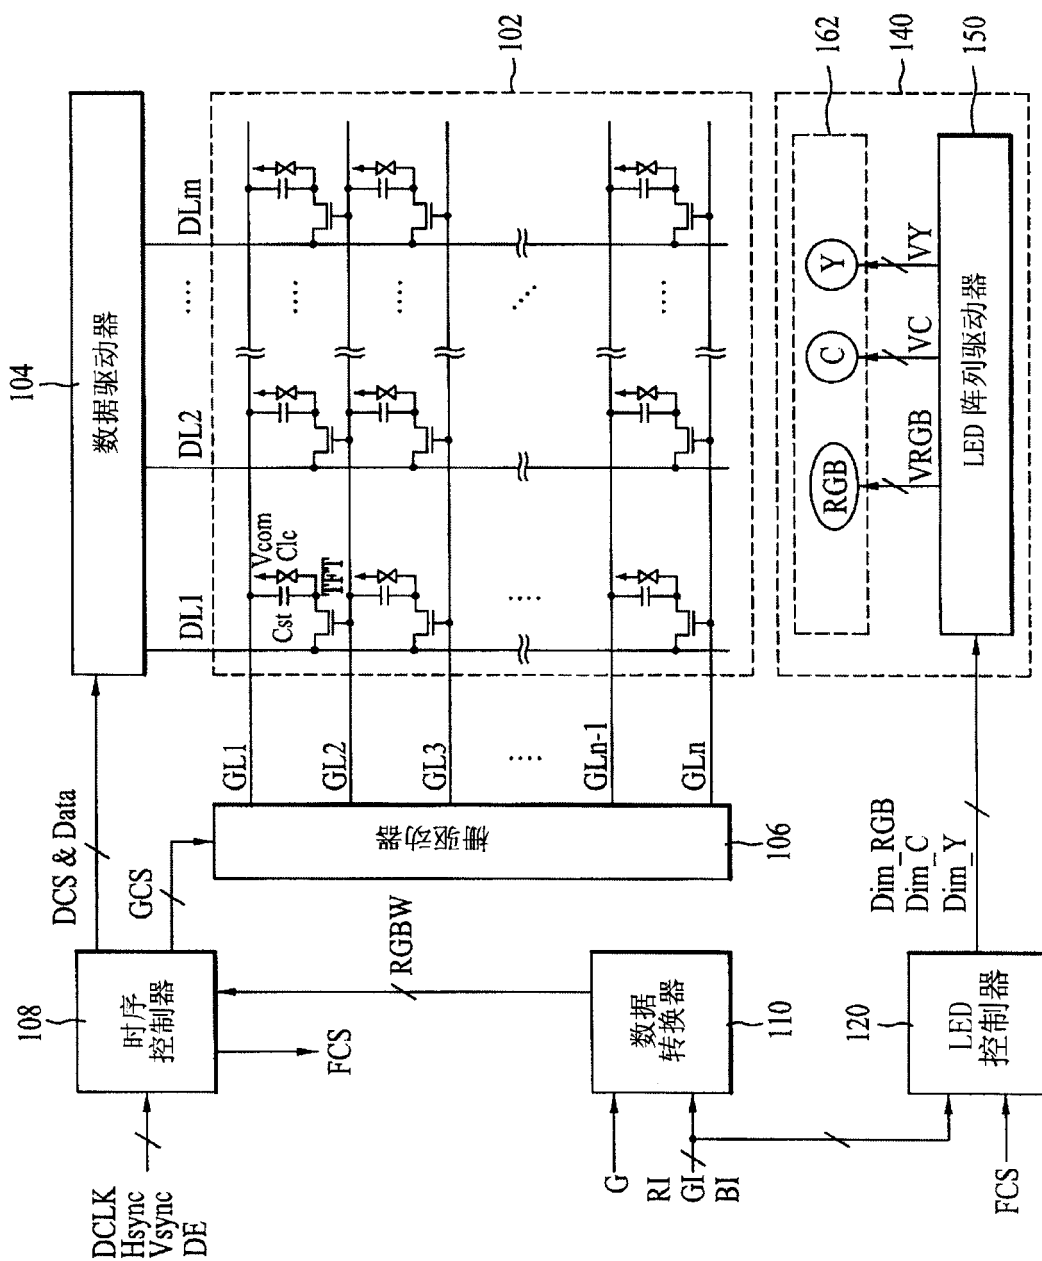 DCLK
Hsync
Vsync
DE
108
时序
控制器
DCS & Data
GCS
FCS
104
数据驱动器
DL1
DL2
....
DLm
102
GL1
GL2
GL3
....
GLn-1
GLn
Cst
Vcom
Clc
TFT
....
....
....
....
....
栅驱动器
106
RGBW
G
RI
GI
BI
数据
转换器
110
FCS
120
LED
控制器
Dim_RGB
Dim_C
Dim_Y
162
140
150
RGB
C
Y
VRGB
VC
VY
LED 阵列驱动器